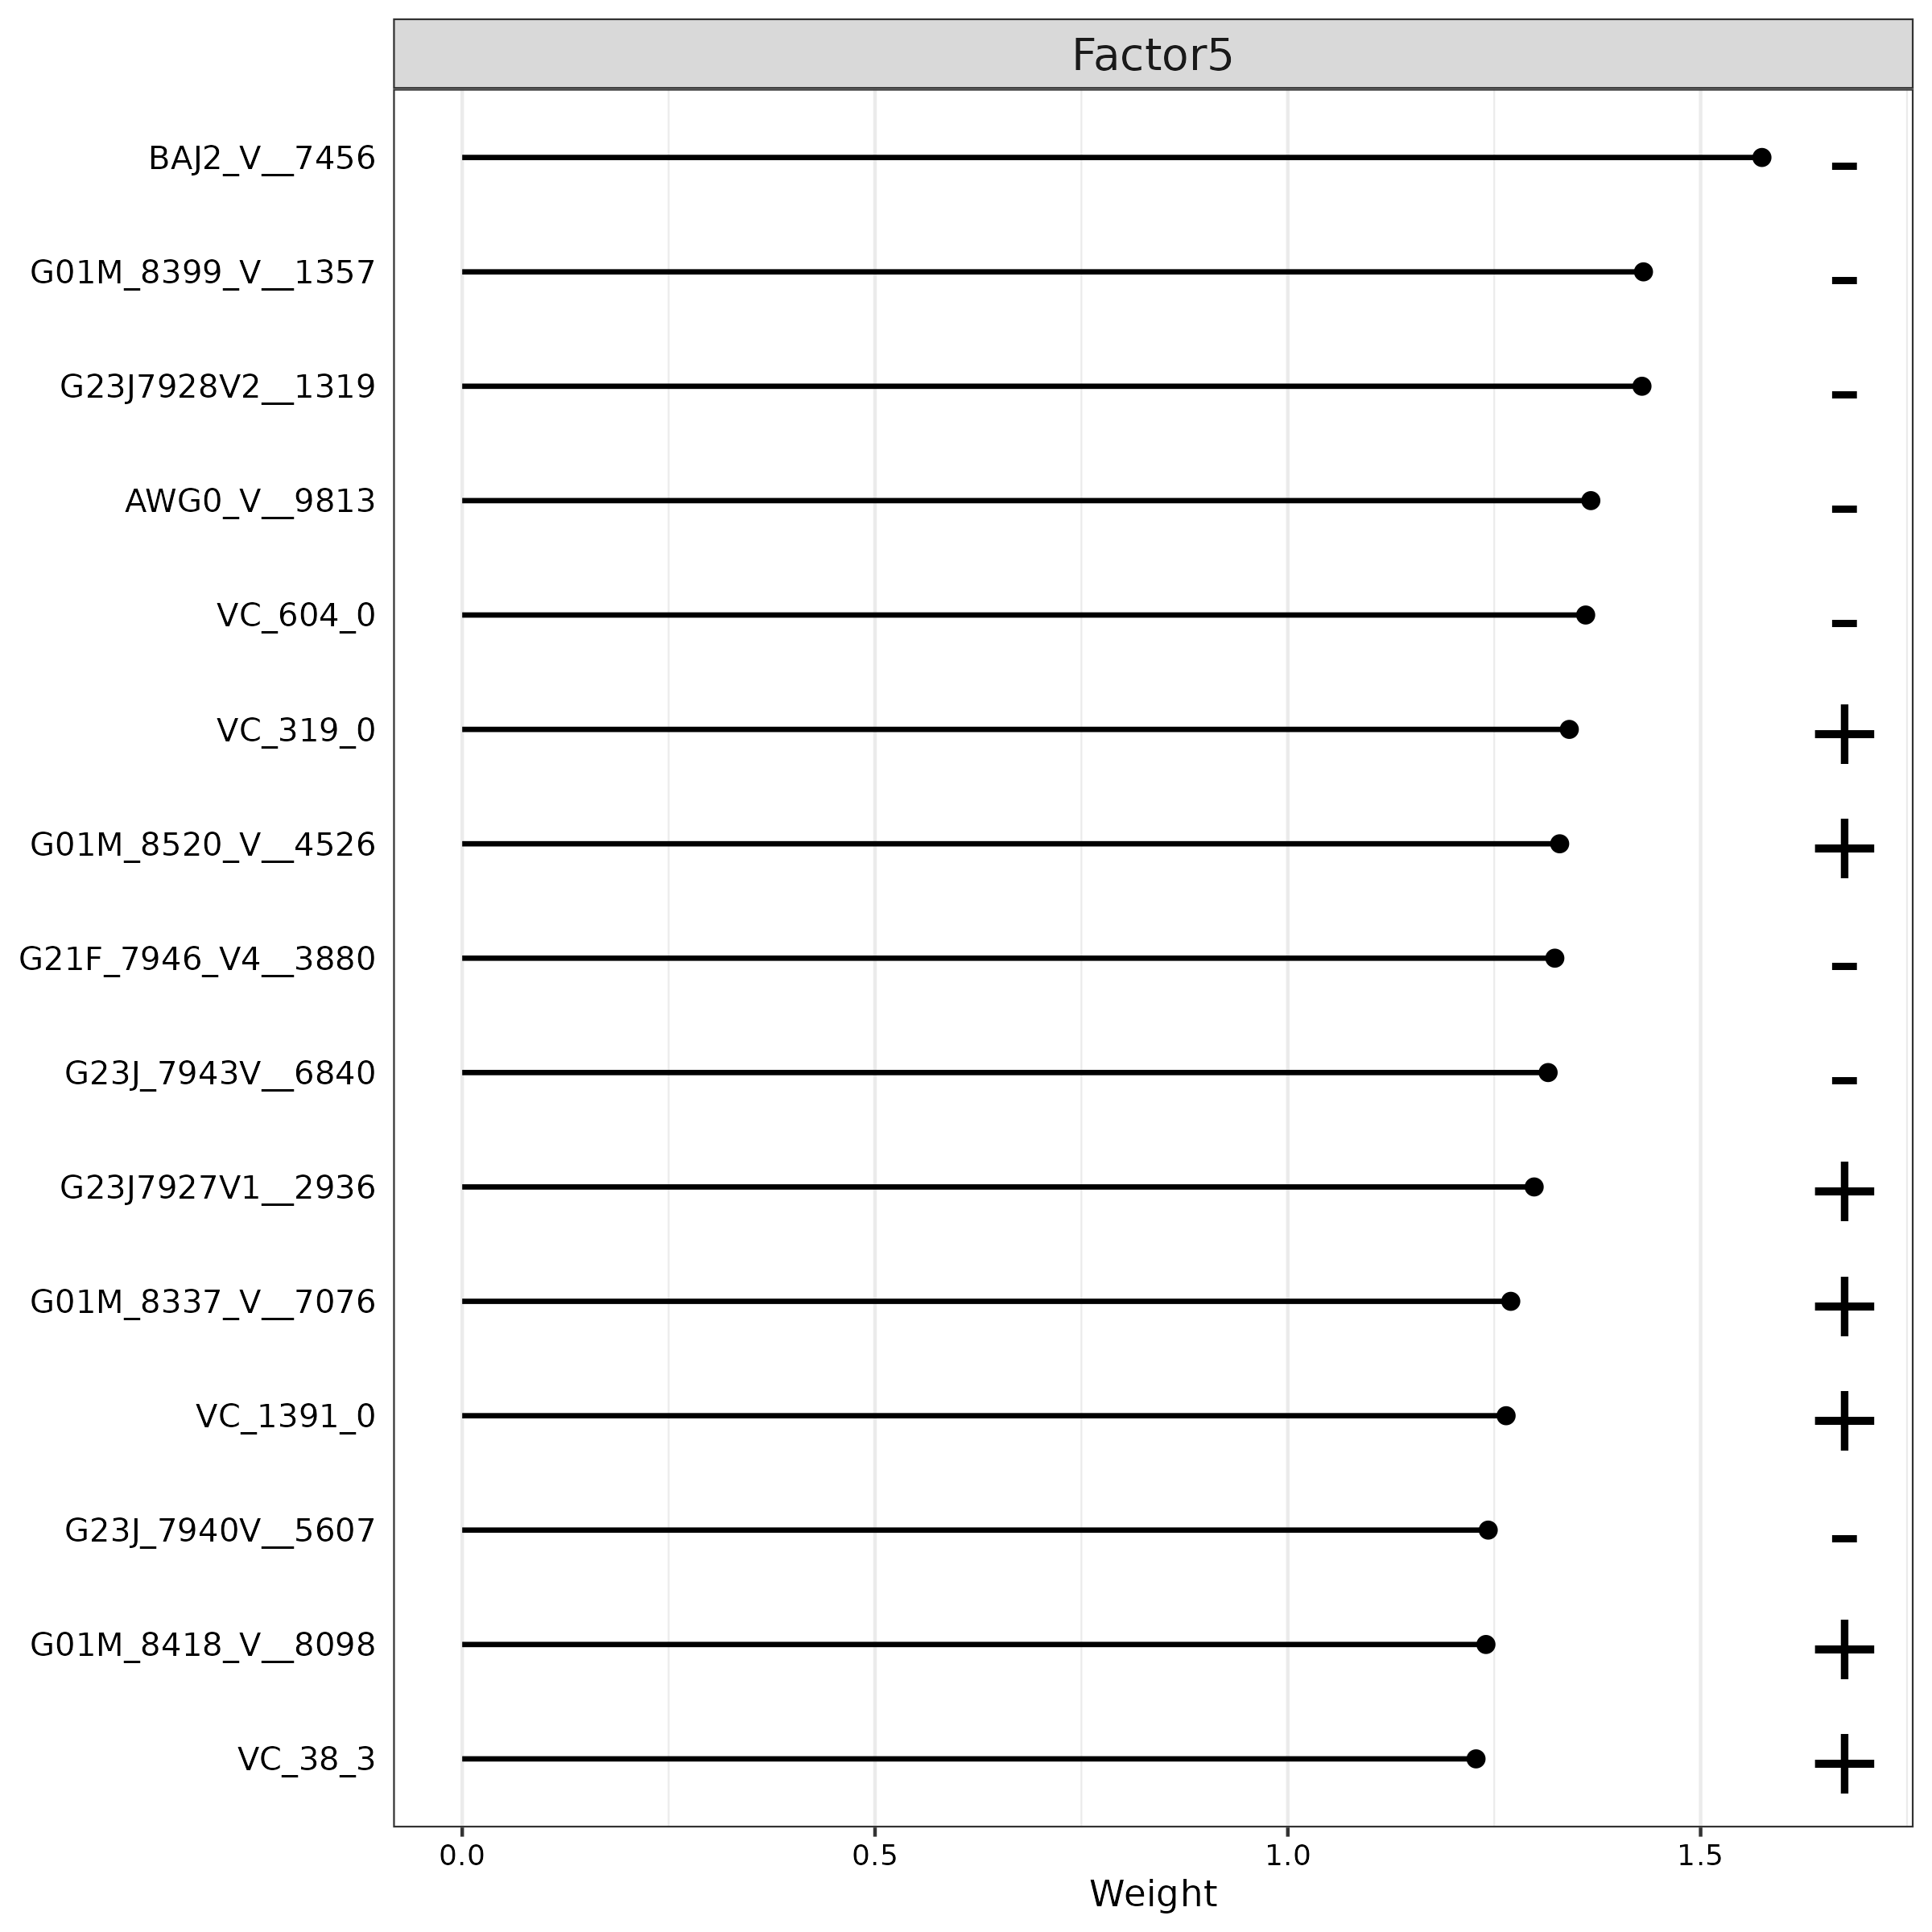 Factor5
BAJ2_V__7456 -
G01M_8399_V__1357 -
G23J7928V2__1319 -
AWG0_V__9813 -
VC_604_0 -
VC_319_0 +
G01M_8520_V__4526 +
G21F_7946_V4__3880 -
G23J_7943V__6840 -
G23J7927V1__2936 +
G01M_8337_V__7076 +
VC_1391_0 +
G23J_7940V__5607 -
G01M_8418_V__8098 +
VC_38_3 +
0.0 0.5 1.0 1.5
Weight